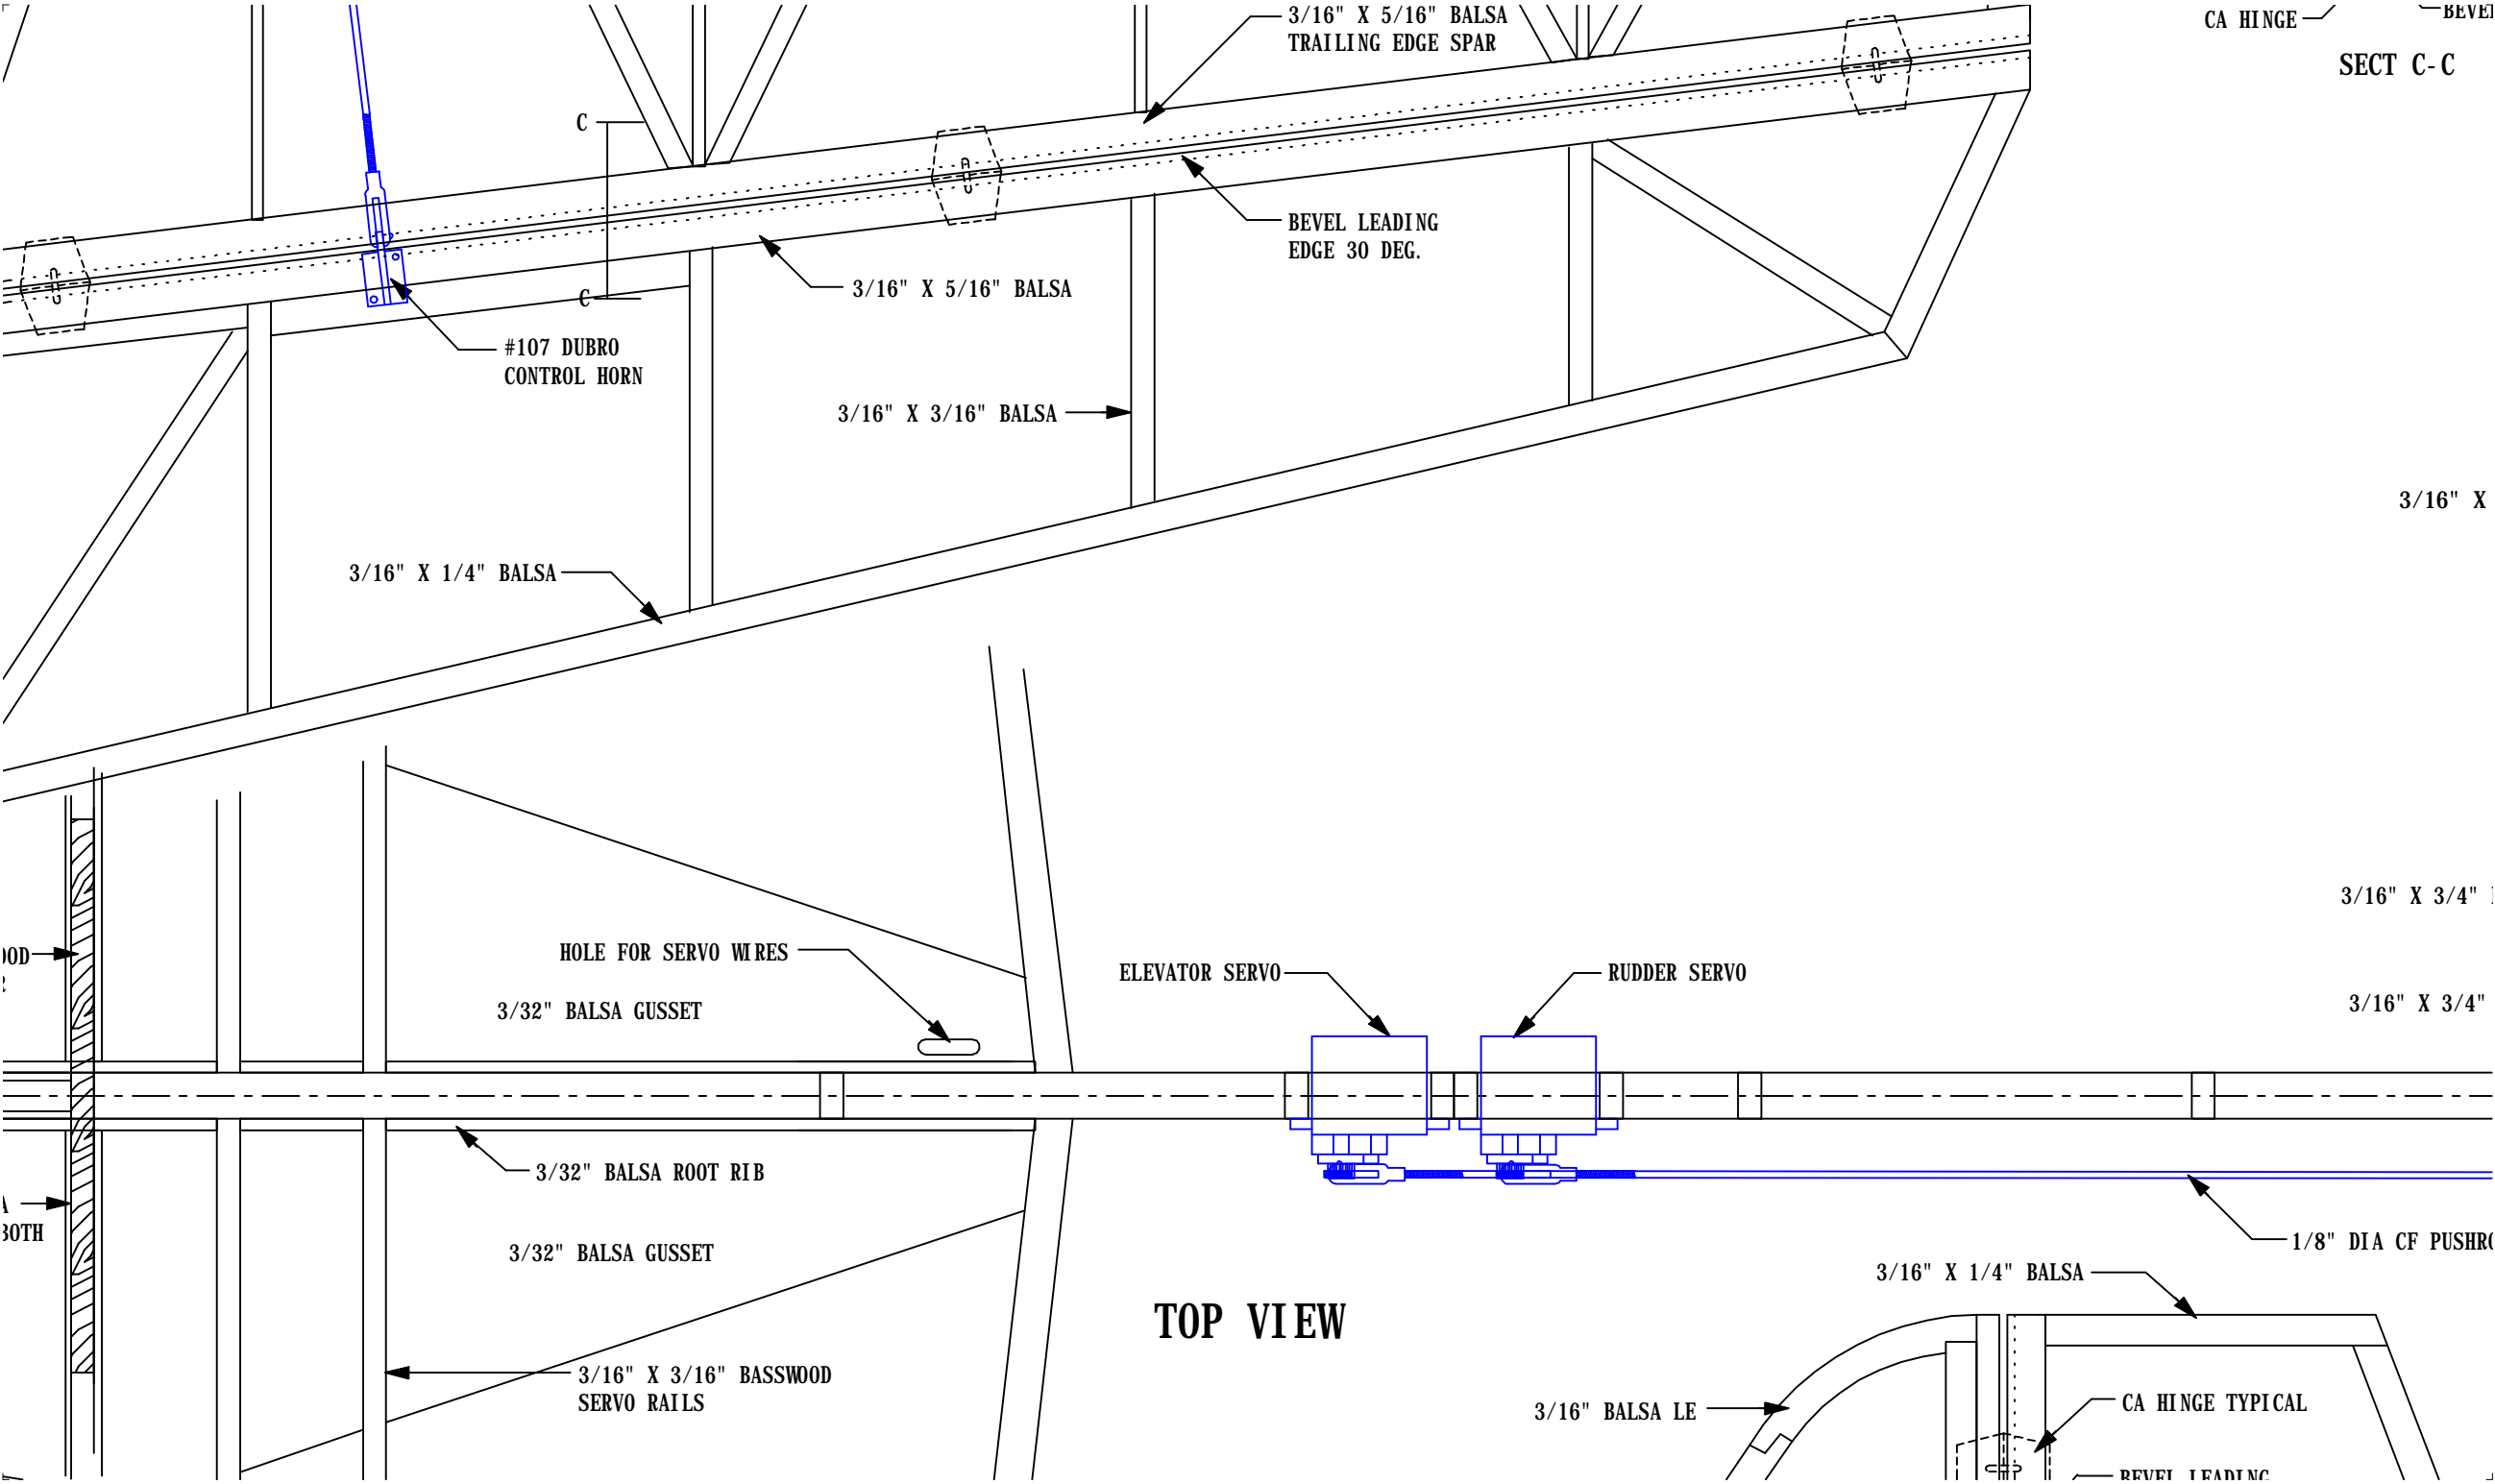 3/16" X 5/16" BALSA
TRAILING EDGE SPAR
CA HINGE
SECT C-C
C
C
BEVEL LEADING
EDGE 30 DEG.
3/16" X 5/16" BALSA
#107 DUBRO
CONTROL HORN
3/16" X 3/16" BALSA
3/16" X
3/16" X 1/4" BALSA
3/16" X 3/4"
HOLE FOR SERVO WIRES
ELEVATOR SERVO
RUDDER SERVO
3/32" BALSA GUSSET
3/16" X 3/4"
3/32" BALSA ROOT RIB
BOTH
3/32" BALSA GUSSET
1/8" DIA CF
3/16" X 1/4" BALSA
TOP VIEW
3/16" X 3/16" BASSWOOD
SERVO RAILS
3/16" BALSA LE
CA HINGE TYPICAL
BEVEL LEADING